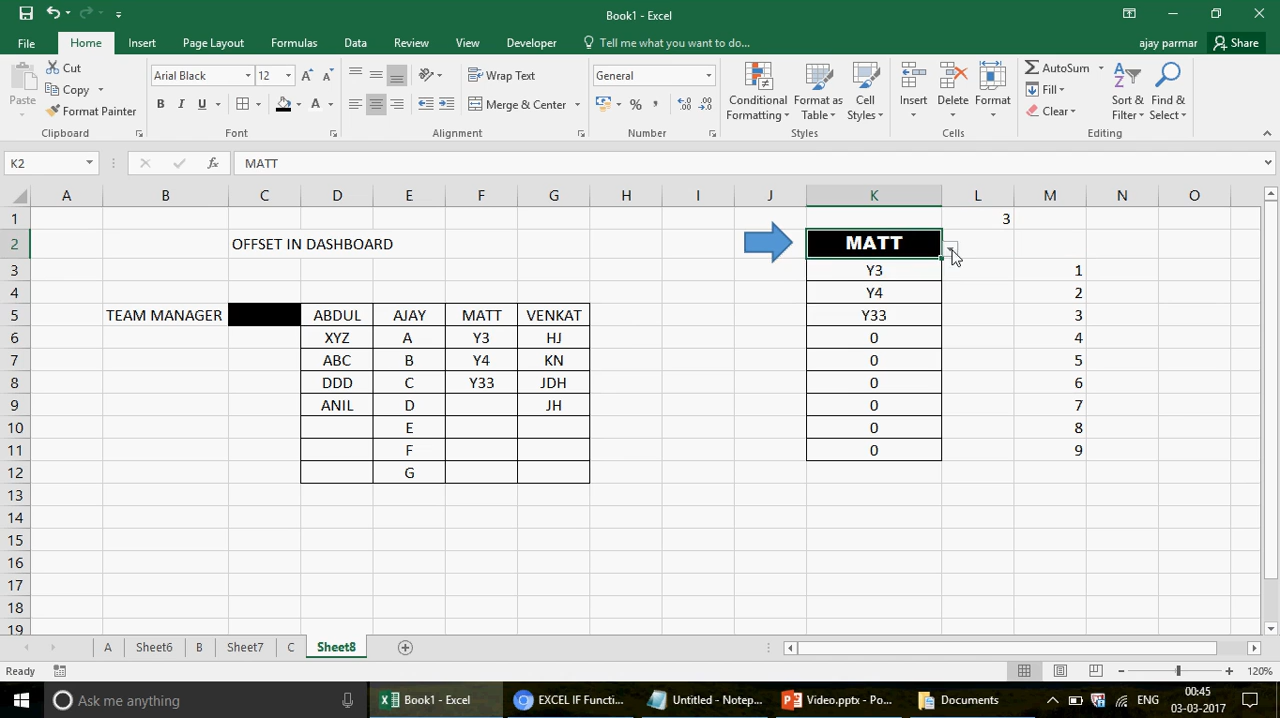 Book1 - Excel
File Home Insert Page Layout Formulas Data Review View Developer Tell me what you want to do... ajay parmar Share
Paste
Cut
Copy
Format Painter
Clipboard
Arial Black 12
B I U
Font
Wrap Text
Merge & Center
Alignment
General
Number
Conditional Formatting
Format as Table
Cell Styles
Styles
Insert Delete Format
Cells
AutoSum
Fill
Clear
Sort & Filter
Find & Select
Editing
K2 fx MATT
A B C D E F G H I J K L M N O
1 3
2 OFFSET IN DASHBOARD MATT
3 Y3 1
4 Y4 2
5 TEAM MANAGER ABDUL AJAY MATT VENKAT Y33 3
6 XYZ A Y3 HJ 0 4
7 ABC B Y4 KN 0 5
8 DDD C Y33 JDH 0 6
9 ANIL D JH 0 7
10 E 0 8
11 F 0 9
12 G
13
14
15
16
17
18
19
A Sheet6 B Sheet7 C Sheet8
Ready 120%
Ask me anything Book1 - Excel EXCEL IF Functi... Untitled - Notep... Video.pptx - Po... Documents ENG 00:45
03-03-2017